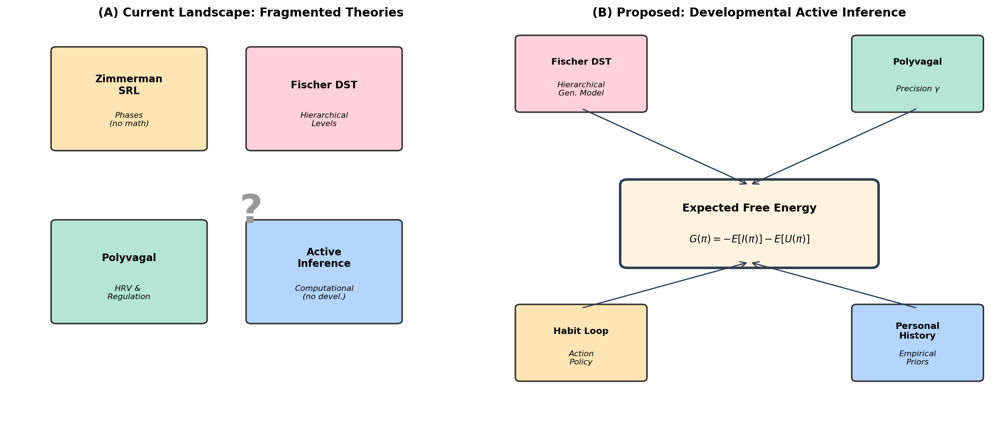 (A) Current Landscape: Fragmented Theories
Zimmerman
SRL
Phases
(no math)
Fischer DST
Hierarchical
Levels
?
Polyvagal
HRV &
Regulation
Active
Inference
Computational
(no devel.)
(B) Proposed: Developmental Active Inference
Fischer DST
Hierarchical
Gen. Model
Polyvagal
Precision γ
Expected Free Energy
G(π) = −E[I(π)] − E[U(π)]
Habit Loop
Action
Policy
Personal
History
Empirical
Priors